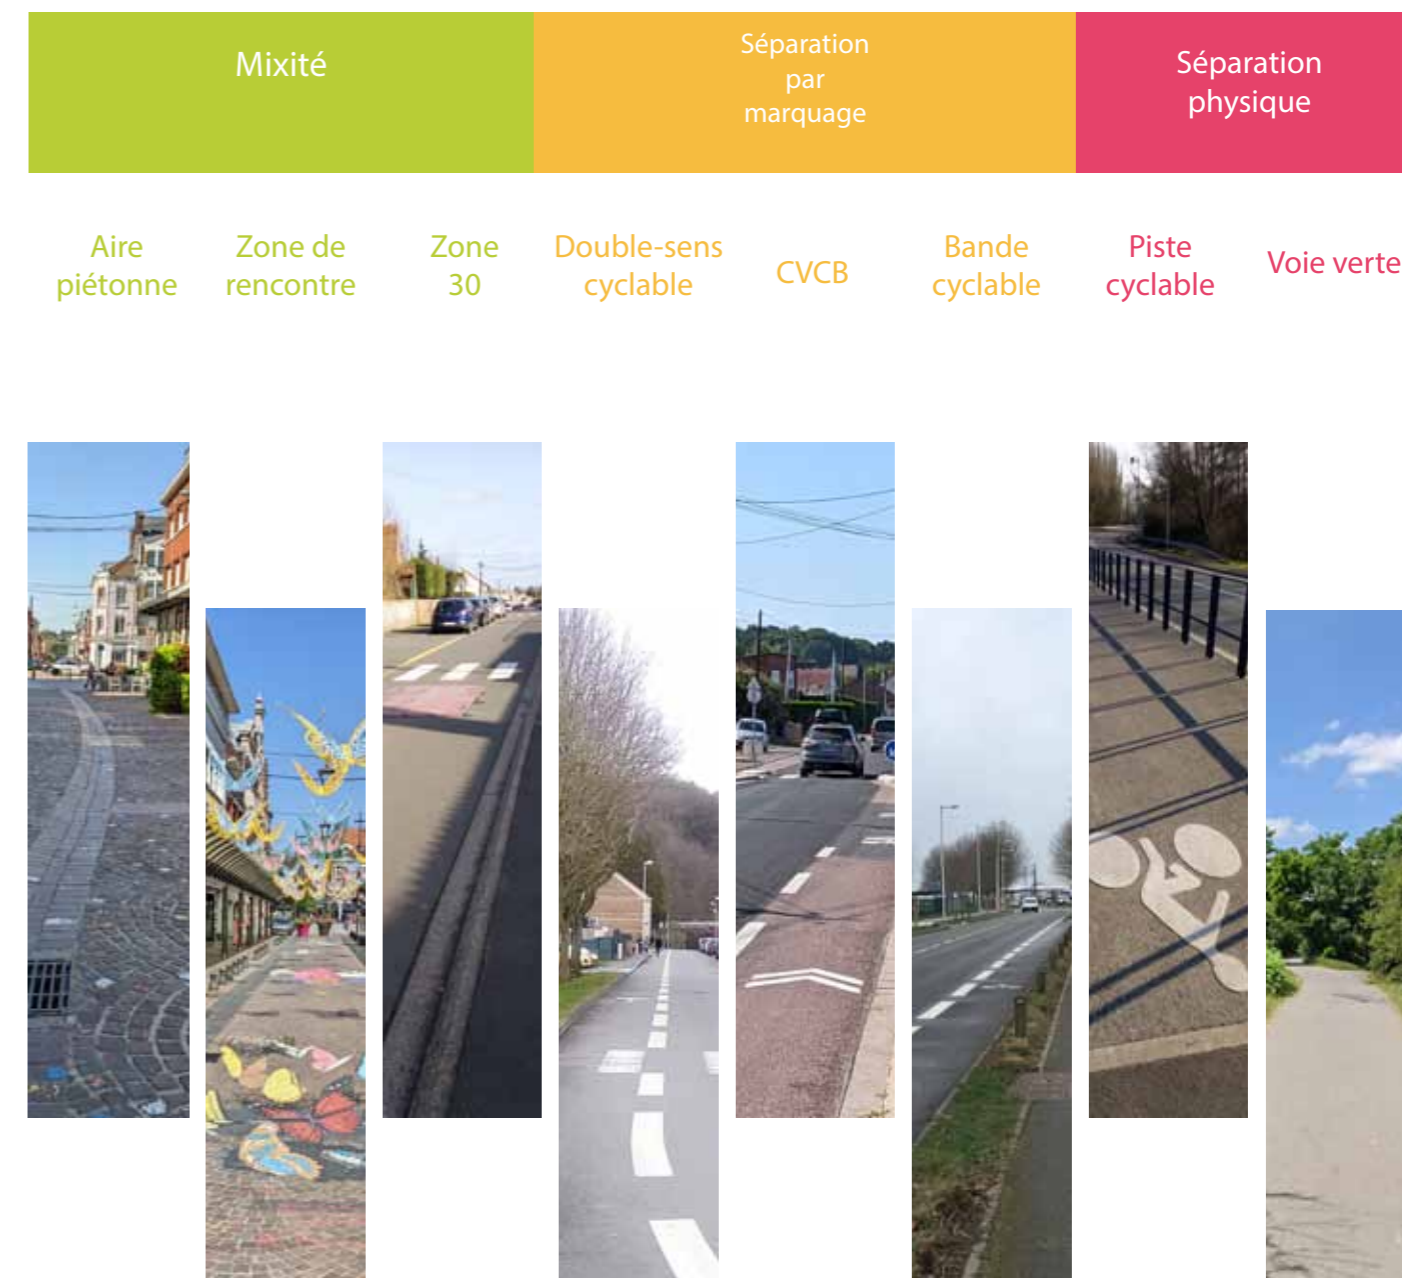 Mixité
Séparation
par
marquage
Séparation
physique
Aire
piétonne
Zone de
rencontre
Zone
30
Double-sens
cyclable
CVCB
Bande
cyclable
Piste
cyclable
Voie verte